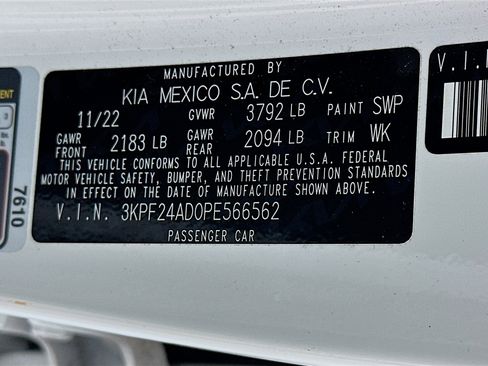 MANUFACTURED BY
KIA MEXICO S.A. DE C.V.
11/22 GVWR 3792 LB PAINT SWP
GAWR FRONT 2183 LB GAWR REAR 2094 LB TRIM WK
THIS VEHICLE CONFORMS TO ALL APPLICABLE U.S.A. FEDERAL
MOTOR VEHICLE SAFETY, BUMPER, AND THEFT PREVENTION STANDARDS
IN EFFECT ON THE DATE OF MANUFACTURE SHOWN ABOVE.
V.I.N. 3KPF24AD0PE566562
PASSENGER CAR
7610
V.I.N